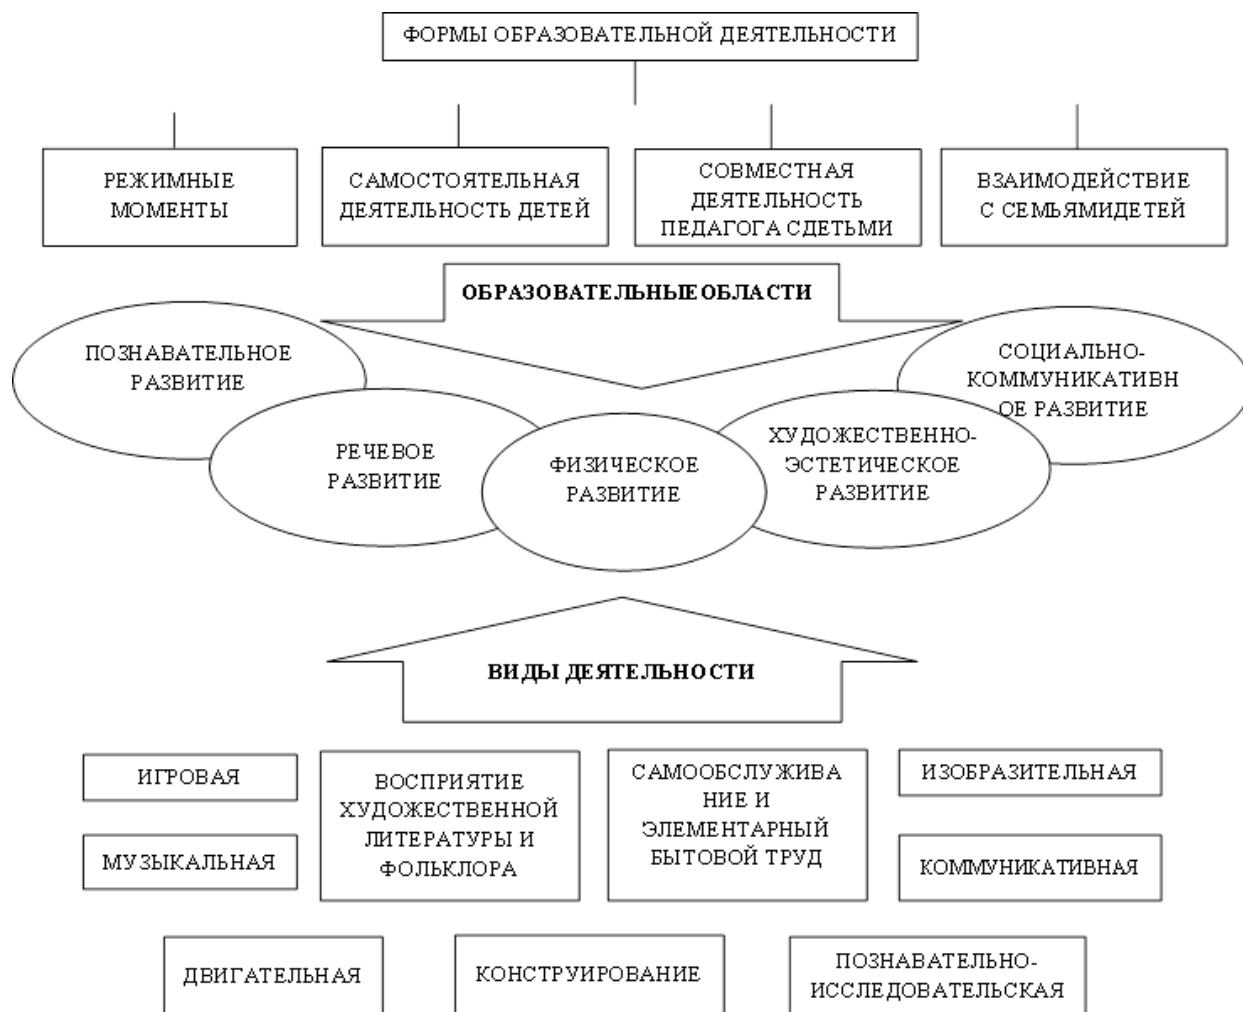 ФОРМЫ ОБРАЗОВАТЕЛЬНОЙ ДЕЯТЕЛЬНОСТИ
РЕЖИМНЫЕ
МОМЕНТЫ
САМОСТОЯТЕЛЬНАЯ
ДЕЯТЕЛЬНОСТЬ ДЕТЕЙ
СОВМЕСТНАЯ
ДЕЯТЕЛЬНОСТЬ
ПЕДАГОГА СДЕТЬМИ
ВЗАИМОДЕЙСТВИЕ
С СЕМЬЯМИДЕТЕЙ
ОБРАЗОВАТЕЛЬНЫЕОБЛАСТИ
ПОЗНАВАТЕЛЬНОЕ
РАЗВИТИЕ
РЕЧЕВОЕ
РАЗВИТИЕ
ФИЗИЧЕСКОЕ
РАЗВИТИЕ
ХУДОЖЕСТВЕННО-
ЭСТЕТИЧЕСКОЕ
РАЗВИТИЕ
СОЦИАЛЬНО-
КОММУНИКАТИВН
ОЕ РАЗВИТИЕ
ВИДЫ ДЕЯТЕЛЬНОСТИ
ИГРОВАЯ
МУЗЫКАЛЬНАЯ
ВОСПРИЯТИЕ
ХУДОЖЕСТВЕННОЙ
ЛИТЕРАТУРЫ И
ФОЛЬКЛОРА
САМООБСЛУЖИВА
НИЕ И
ЭЛЕМЕНТАРНЫЙ
БЫТОВОЙ ТРУД
ИЗОБРАЗИТЕЛЬНАЯ
КОММУНИКАТИВНАЯ
ДВИГАТЕЛЬНАЯ
КОНСТРУИРОВАНИЕ
ПОЗНАВАТЕЛЬНО-
ИССЛЕДОВАТЕЛЬСКАЯ